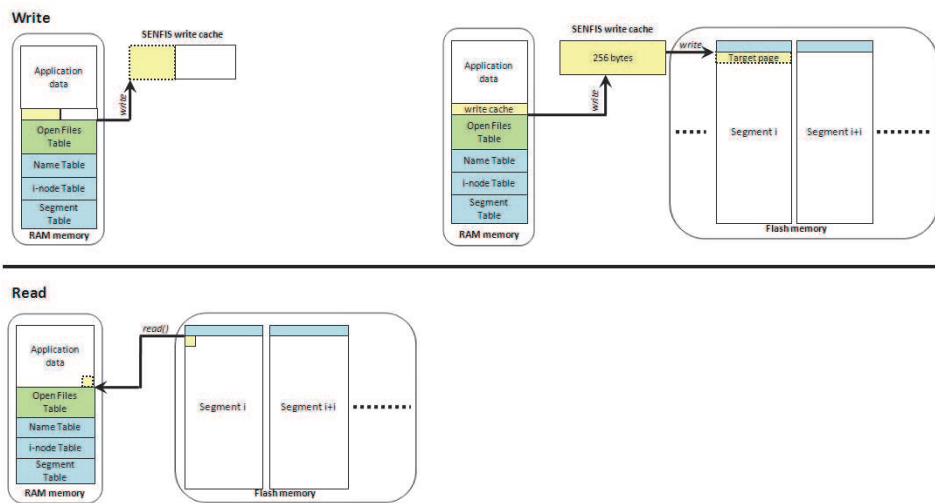 Write
SENFIS write cache
Application
data
write
Open Files
Table
Name Table
i-node Table
Segment
Table
RAM memory
SENFIS write cache
256 bytes
write
Target page
Application
data
write
write cache
Open Files
Table
Name Table
i-node Table
Segment
Table
RAM memory
Segment i
Segment i+i
Flash memory
Read
read()
Application
data
Open Files
Table
Name Table
i-node Table
Segment
Table
RAM memory
Segment i
Segment i+i
Flash memory